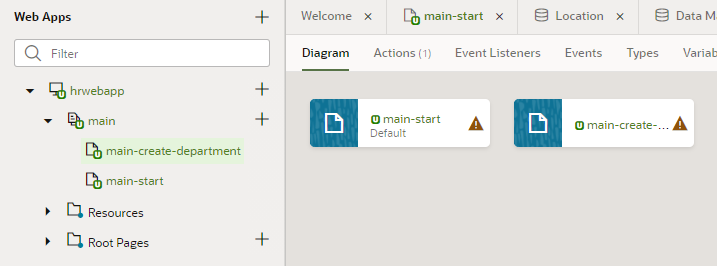 Web Apps
Filter
hrwebapp
main
main-create-department
main-start
Resources
Root Pages
Welcome
main-start
Location
Data Ma
Diagram
Actions (1)
Event Listeners
Events
Types
Variab
main-start
Default
main-create-...